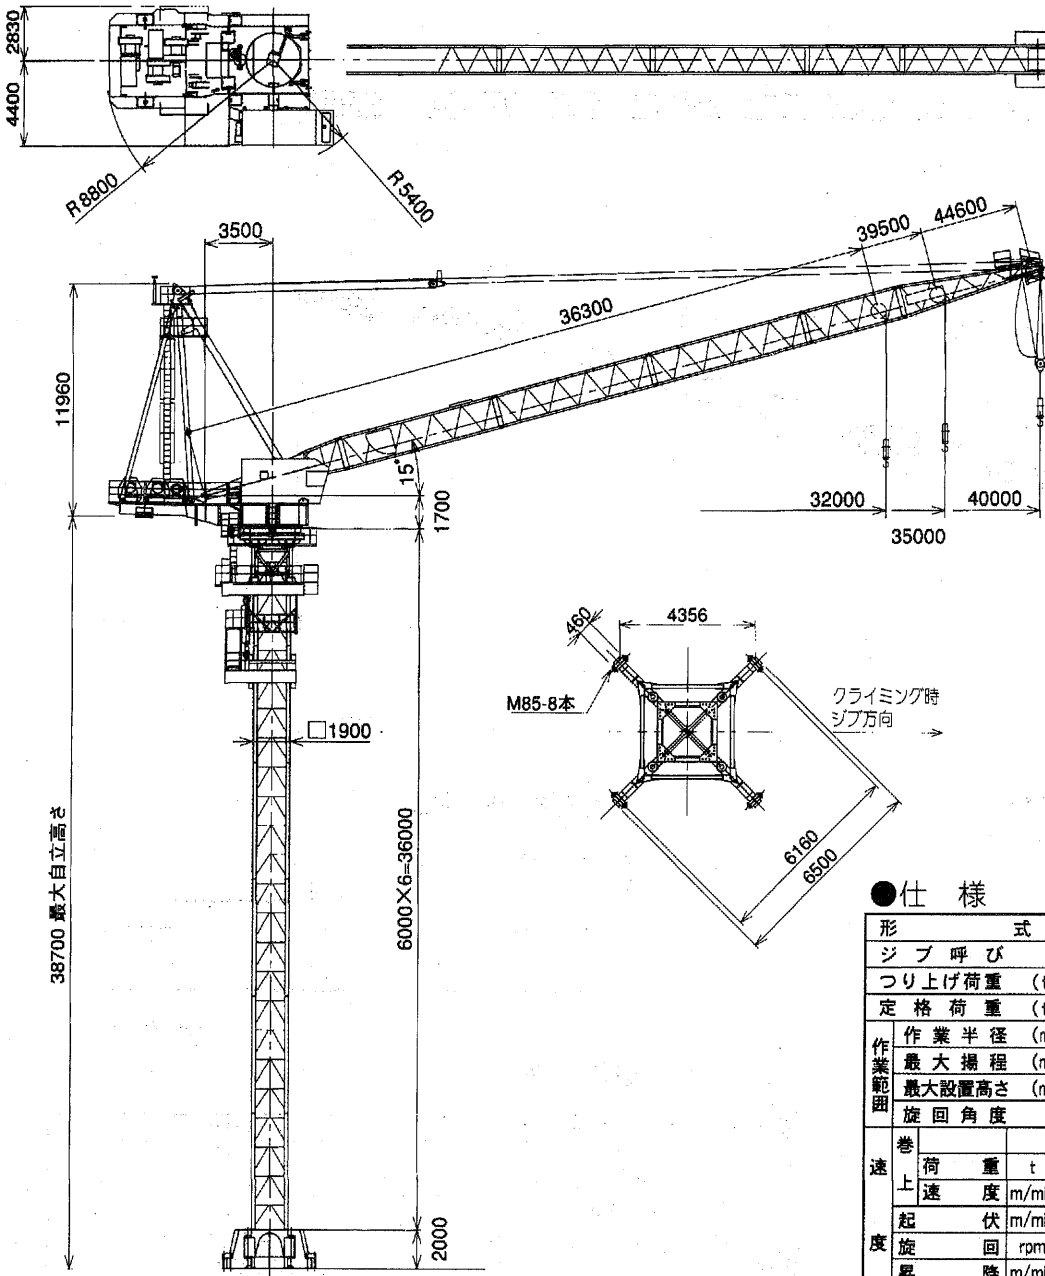 2830
4400
R8800
R5400
3500
39500
44600
36300
11960
15°
1700
32000
40000
35000
460
4356
M85-8本
クライミング時
ジブ方向
□1900
38700 最大自立高さ
6000×6=36000
6160
6500
2000
●仕 様
形 式
ジブ呼び
つり上げ荷重 (t
定格荷重 (t
作業範囲
作業半径 (m
最大揚程 (m
最大設置高さ (m
旋回角度
速度
巻上
荷重 t
速度 m/mi
起伏 m/mi
旋回 rpm
昇降 m/mi